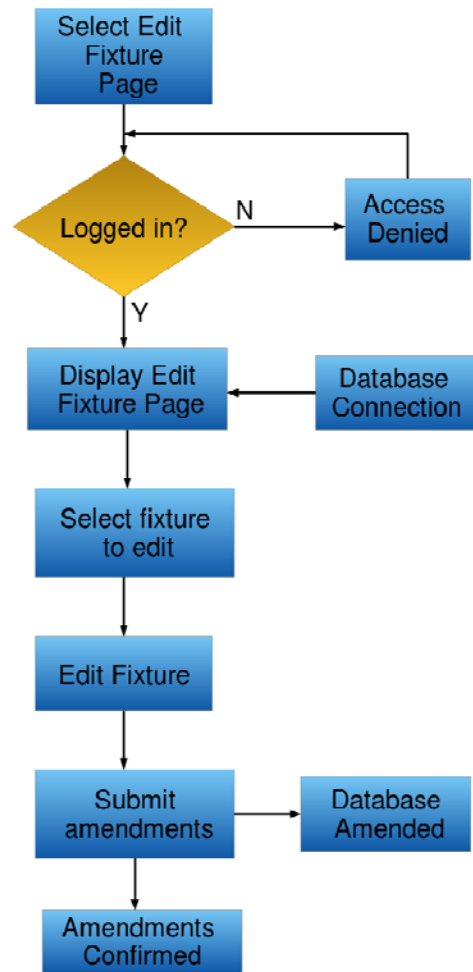 Select Edit
Fixture
Page
Logged in?
N
Access
Denied
Y
Display Edit
Fixture Page
Database
Connection
Select fixture
to edit
Edit Fixture
Submit
amendments
Database
Amended
Amendments
Confirmed